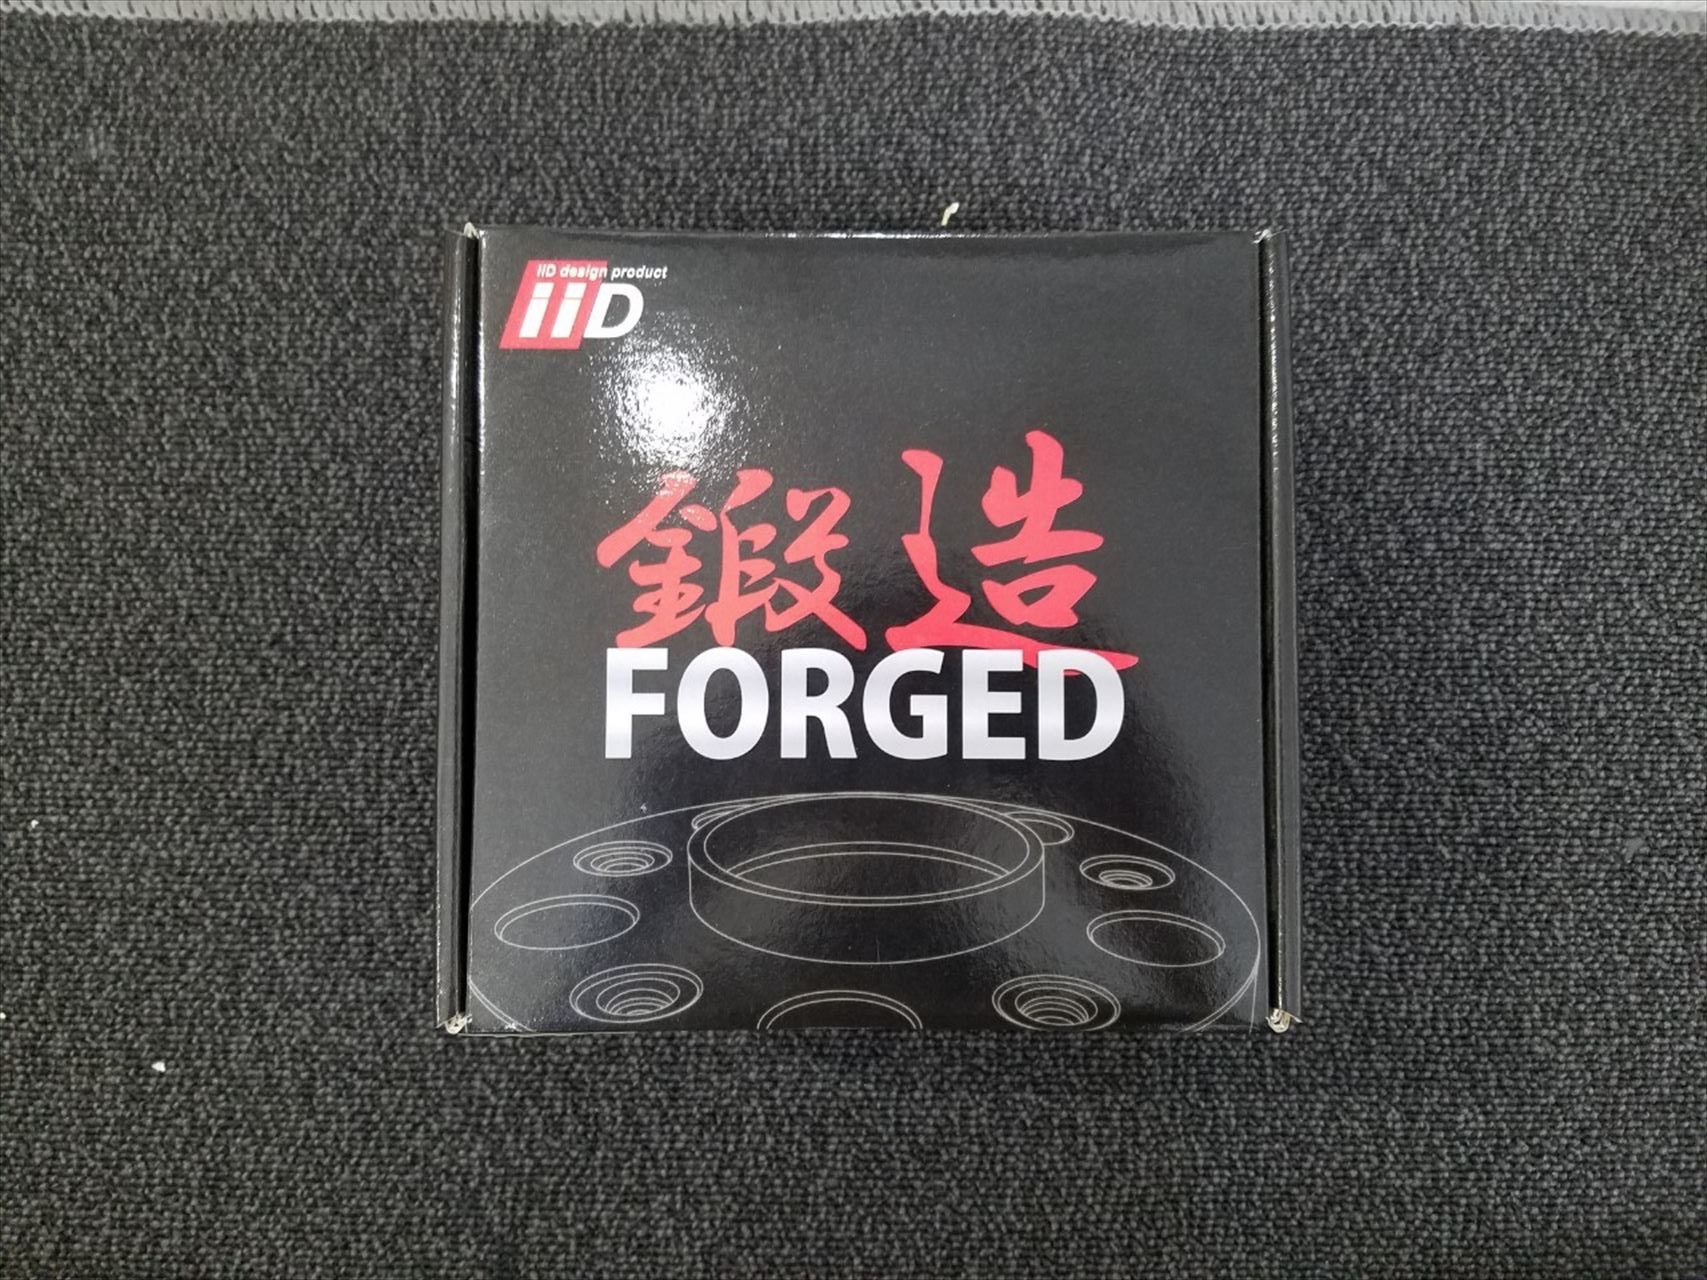 IID design product
iiD
鍛造
FORGED